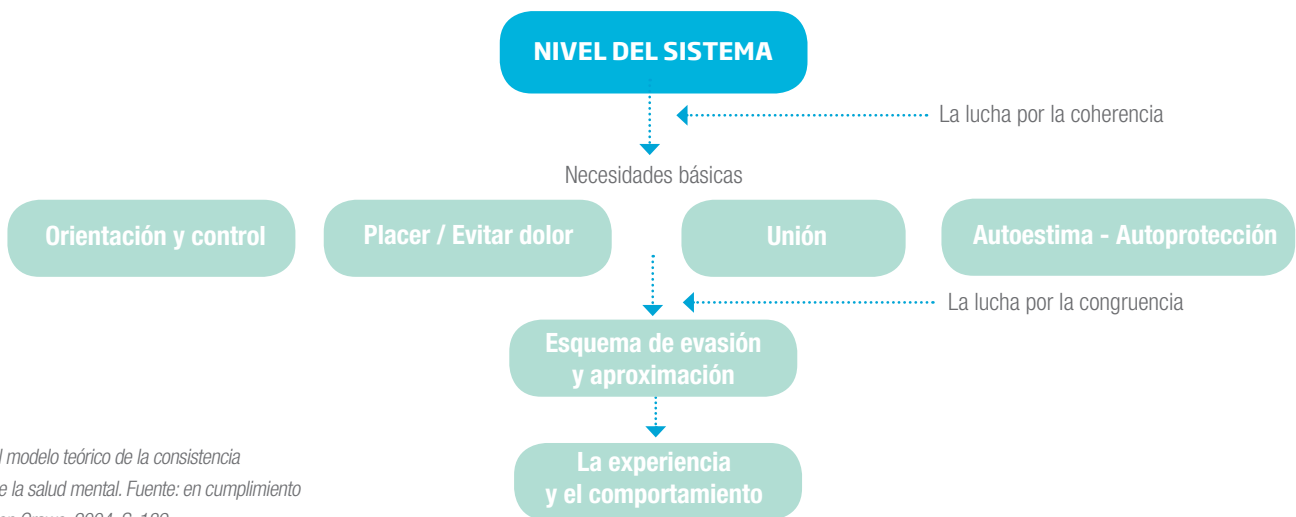 NIVEL DEL SISTEMA
La lucha por la coherencia
Necesidades básicas
Orientación y control
Placer / Evitar dolor
Unión
Autoestima - Autoprotección
La lucha por la congruencia
Esquema de evasión
y aproximación
La experiencia
y el comportamiento
modelo teórico de la consistencia
la salud mental. Fuente: en cumplimiento